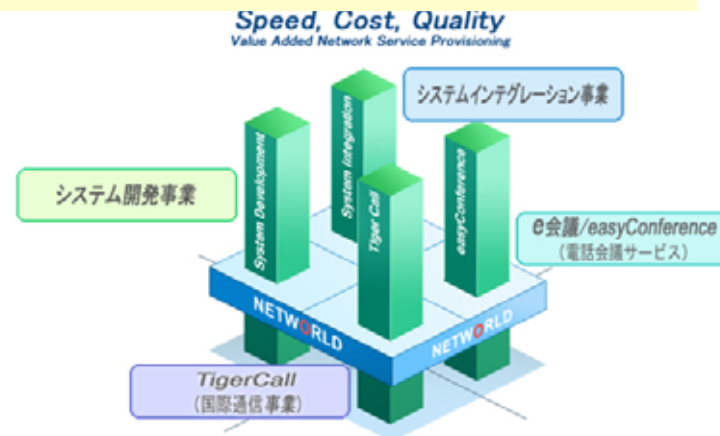 Speed, Cost, Quality
Value Added Network Service Provisioning
システムインテグレーション事業
System Integration
System Development
システム開発事業
Tiger Call
easyConference
e会議/easyConference
（電話会議サービス）
NETWORLD
NETWORLD
TigerCall
（国際通信事業）